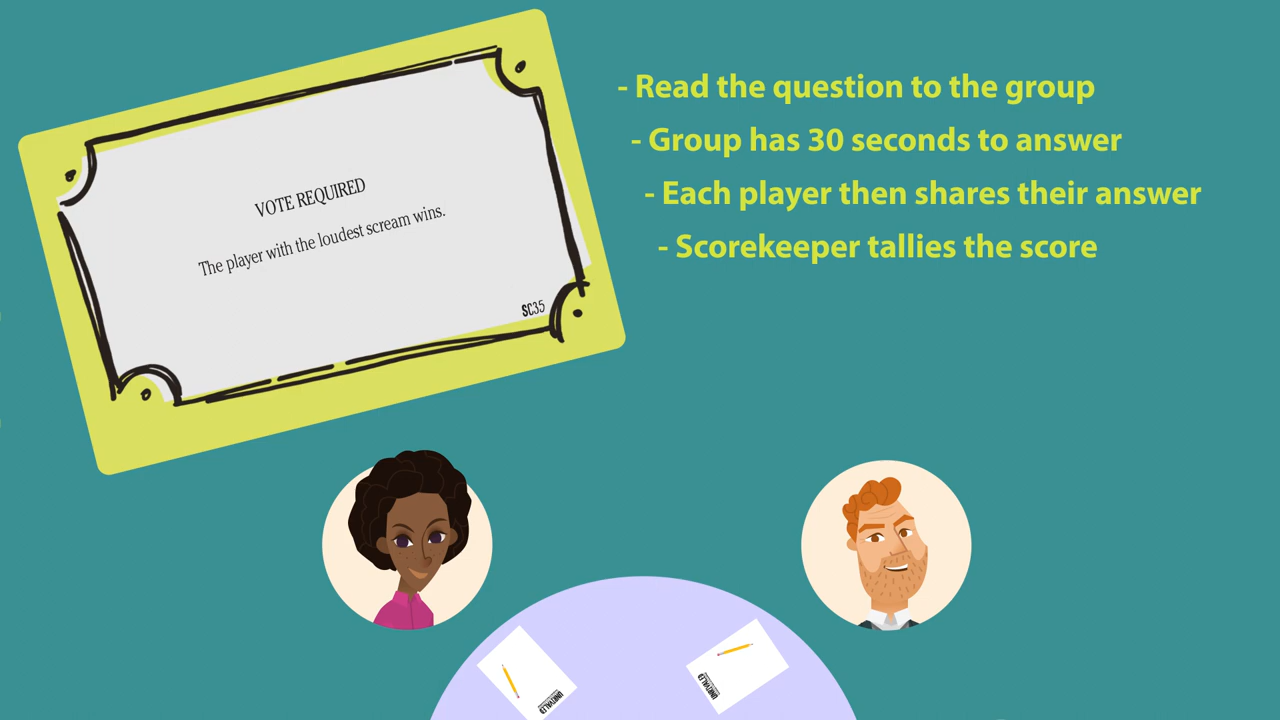 VOTE REQUIRED
The player with the loudest scream wins.
SC35
- Read the question to the group
- Group has 30 seconds to answer
- Each player then shares their answer
- Scorekeeper tallies the score